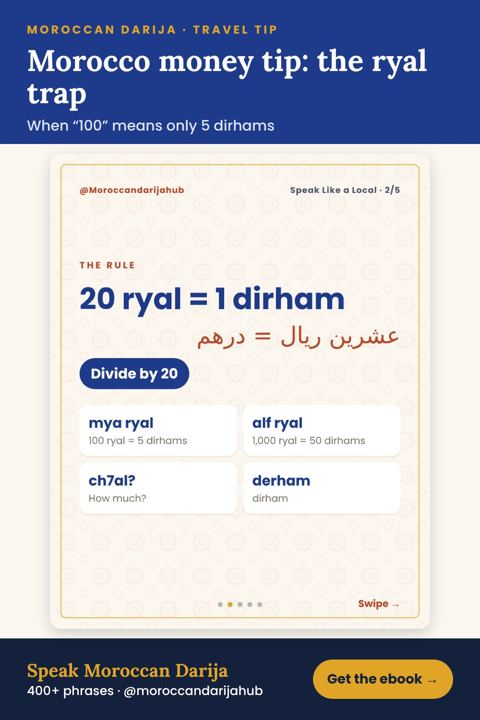 MOROCCAN DARIJA · TRAVEL TIP
Morocco money tip: the ryal
trap
When “100” means only 5 dirhams
@Moroccandarijahub
Speak Like a Local · 2/5
THE RULE
20 ryal = 1 dirham
عشرين ريال = درهم
Divide by 20
mya ryal
100 ryal = 5 dirhams
alf ryal
1,000 ryal = 50 dirhams
ch7al?
How much?
derham
dirham
Swipe →
Speak Moroccan Darija
400+ phrases · @moroccandarijahub
Get the ebook →